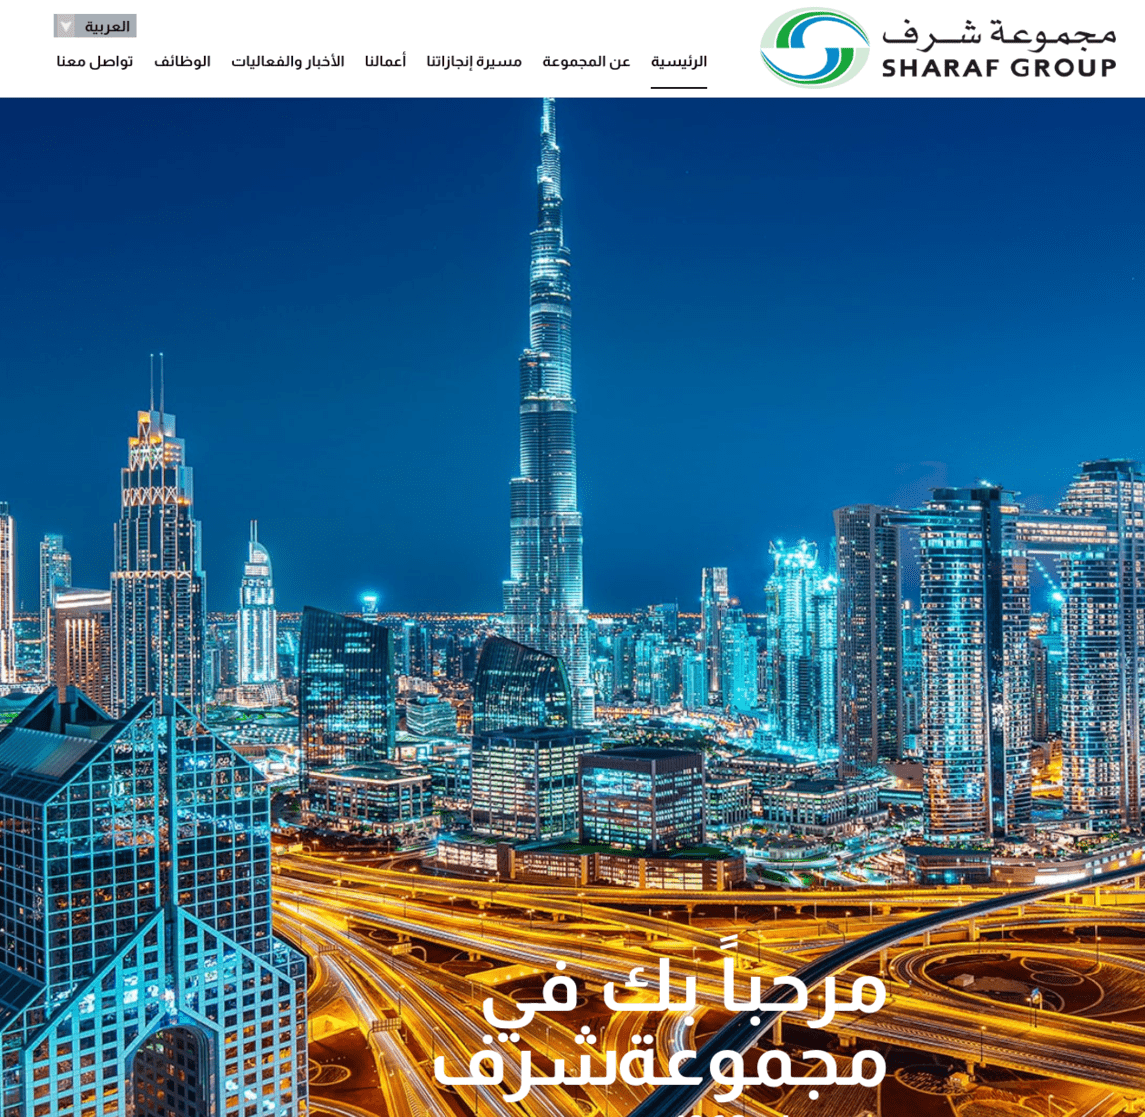 مجموعة شرف
SHARAF GROUP
العربية
الرئيسية
عن المجموعة
مسيرة إنجازاتنا
أعمالنا
الأخبار والفعاليات
الوظائف
تواصل معنا
مرحباً بك في
مجموعةشرف